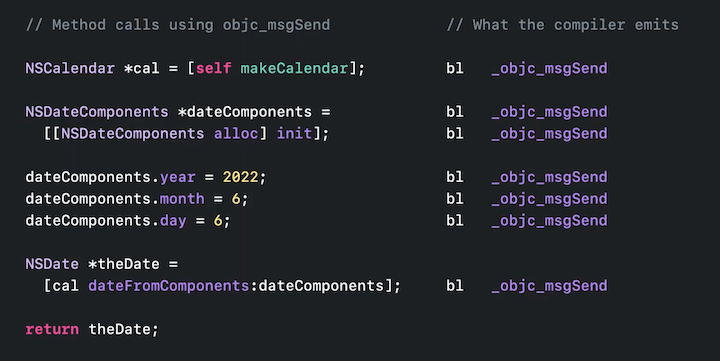 // Method calls using objc_msgSend // What the compiler emits
NSCalendar *cal = [self makeCalendar]; bl _objc_msgSend
NSDateComponents *dateComponents = bl _objc_msgSend
[[NSDateComponents alloc] init]; bl _objc_msgSend
dateComponents.year = 2022; bl _objc_msgSend
dateComponents.month = 6; bl _objc_msgSend
dateComponents.day = 6; bl _objc_msgSend
NSDate *theDate =
[cal dateFromComponents:dateComponents]; bl _objc_msgSend
return theDate;